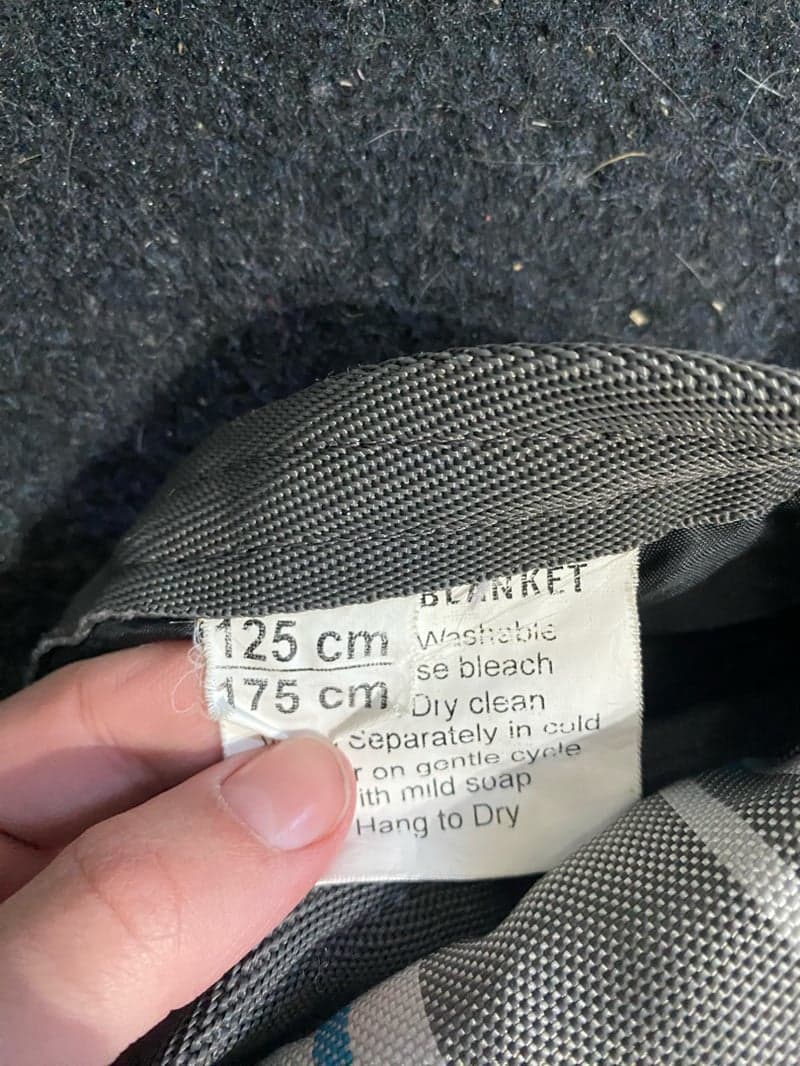 BLANKET
125 cm
175 cm
Washable
se bleach
Dry clean
Separately in cold
r on gentle cycle
ith mild soap
Hang to Dry